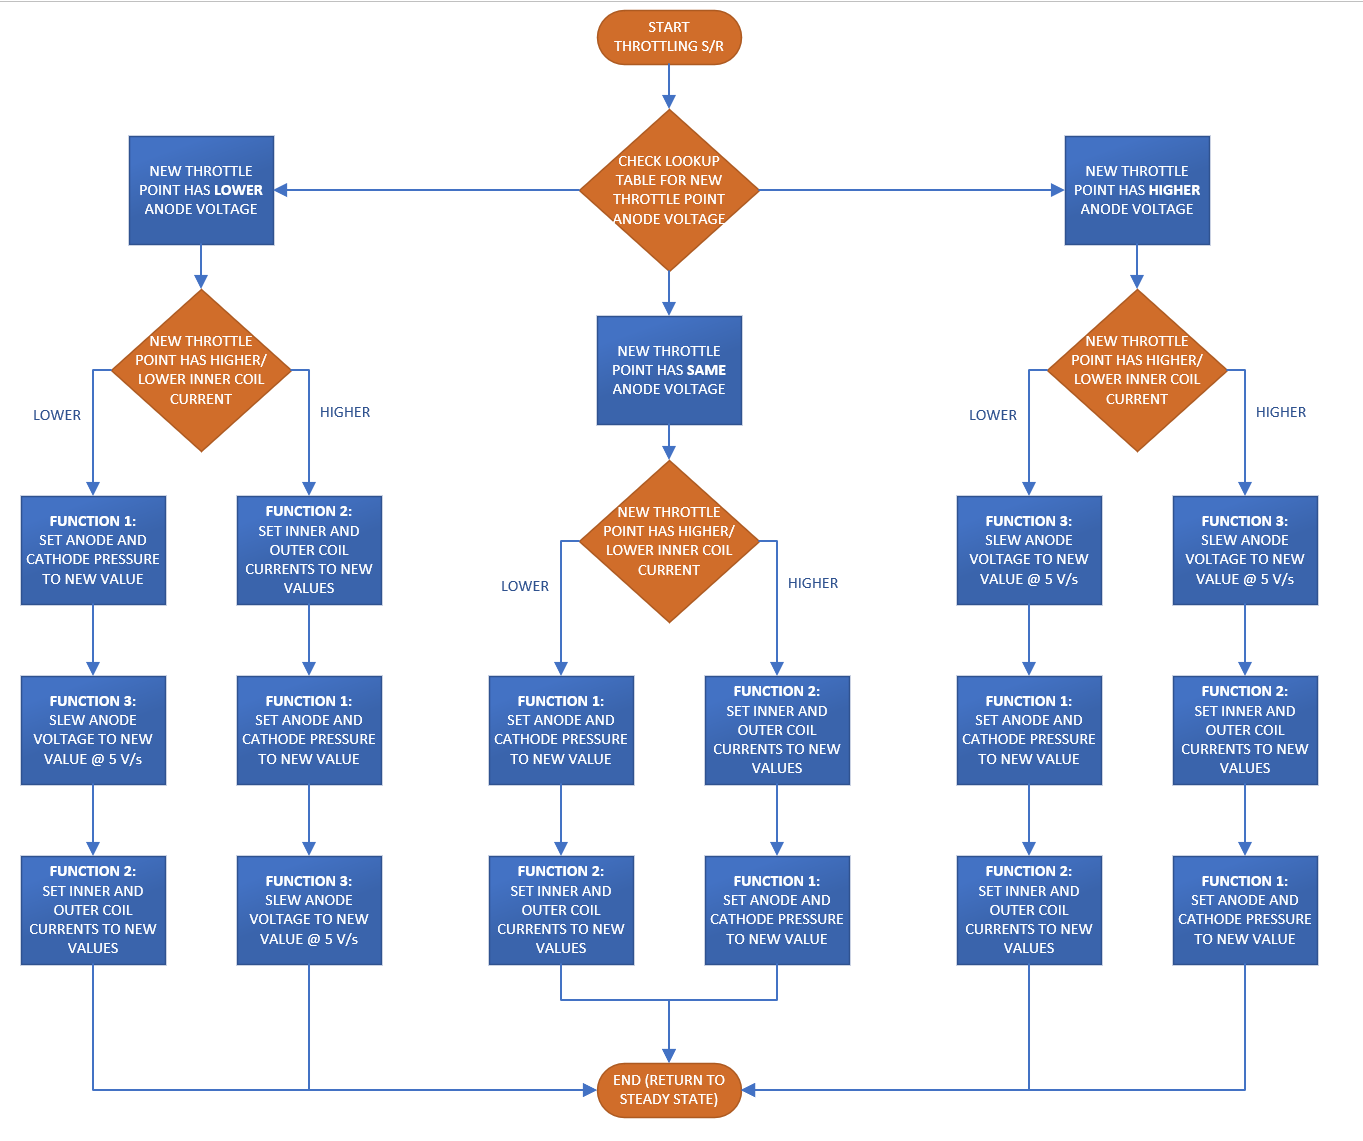 START
THROTTLING S/R
CHECK LOOKUP
TABLE FOR NEW
THROTTLE POINT
ANODE VOLTAGE
NEW THROTTLE
POINT HAS LOWER
ANODE VOLTAGE
NEW THROTTLE
POINT HAS HIGHER
ANODE VOLTAGE
NEW THROTTLE
POINT HAS SAME
ANODE VOLTAGE
NEW THROTTLE
POINT HAS HIGHER/
LOWER INNER COIL
CURRENT
LOWER
HIGHER
FUNCTION 1:
SET ANODE AND
CATHODE PRESSURE
TO NEW VALUE
FUNCTION 3:
SLEW ANODE
VOLTAGE TO NEW
VALUE @ 5 V/s
FUNCTION 2:
SET INNER AND
OUTER COIL
CURRENTS TO NEW
VALUES
FUNCTION 2:
SET INNER AND
OUTER COIL
CURRENTS TO NEW
VALUES
FUNCTION 1:
SET ANODE AND
CATHODE PRESSURE
TO NEW VALUE
FUNCTION 3:
SLEW ANODE
VOLTAGE TO NEW
VALUE @ 5 V/s
NEW THROTTLE
POINT HAS HIGHER/
LOWER INNER COIL
CURRENT
LOWER
HIGHER
FUNCTION 1:
SET ANODE AND
CATHODE PRESSURE
TO NEW VALUE
FUNCTION 2:
SET INNER AND
OUTER COIL
CURRENTS TO NEW
VALUES
FUNCTION 2:
SET INNER AND
OUTER COIL
CURRENTS TO NEW
VALUES
FUNCTION 1:
SET ANODE AND
CATHODE PRESSURE
TO NEW VALUE
NEW THROTTLE
POINT HAS HIGHER/
LOWER INNER COIL
CURRENT
LOWER
HIGHER
FUNCTION 3:
SLEW ANODE
VOLTAGE TO NEW
VALUE @ 5 V/s
FUNCTION 1:
SET ANODE AND
CATHODE PRESSURE
TO NEW VALUE
FUNCTION 2:
SET INNER AND
OUTER COIL
CURRENTS TO NEW
VALUES
FUNCTION 3:
SLEW ANODE
VOLTAGE TO NEW
VALUE @ 5 V/s
FUNCTION 2:
SET INNER AND
OUTER COIL
CURRENTS TO NEW
VALUES
FUNCTION 1:
SET ANODE AND
CATHODE PRESSURE
TO NEW VALUE
END (RETURN TO
STEADY STATE)